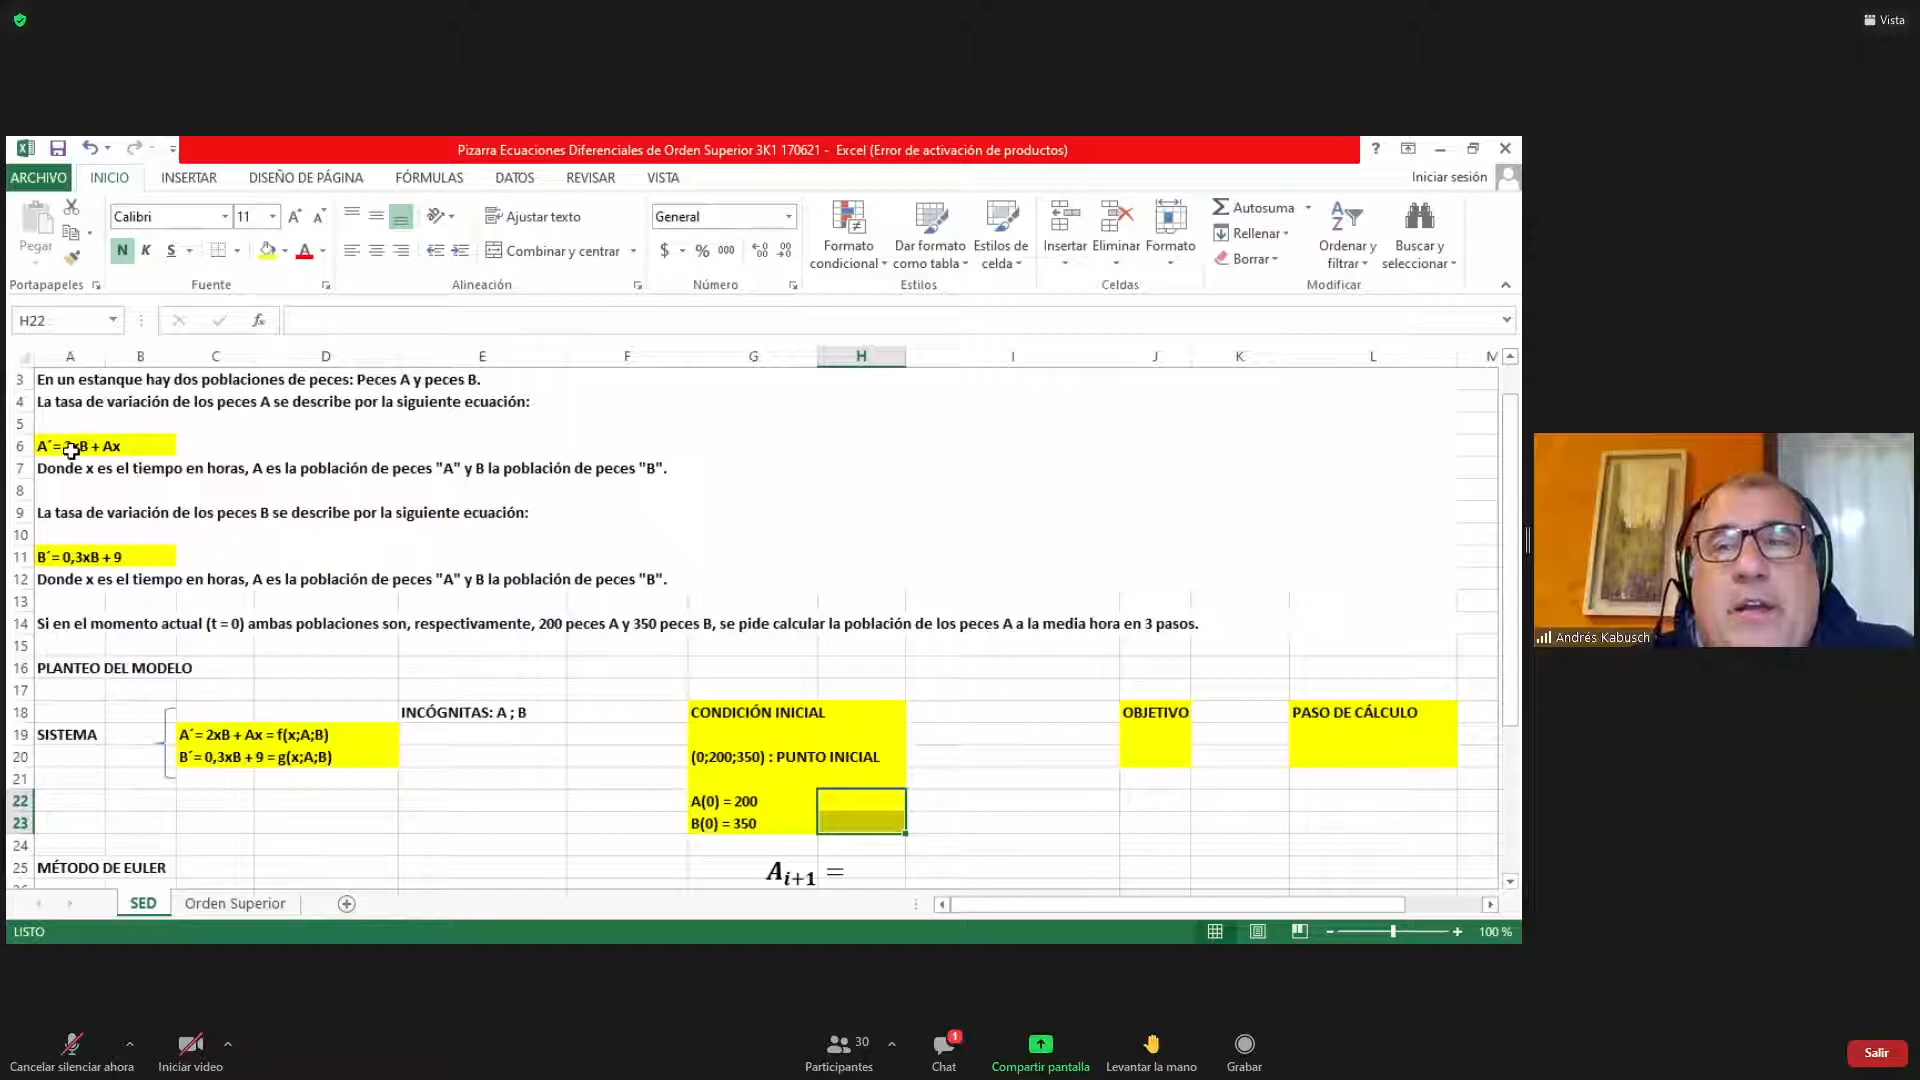 Vista
Pizarra Ecuaciones Diferenciales de Orden Superior 3K1 170621 - Excel (Error de activación de productos)
ARCHIVO INICIO INSERTAR DISEÑO DE PÁGINA FÓRMULAS DATOS REVISAR VISTA Iniciar sesión
Calibri 11 Ajustar texto General Autosuma
Rellenar
Pegar N K S A Combinar y centrar $ % 000 Formato condicional Dar formato como tabla Estilos de celda Insertar Eliminar Formato Borrar Ordenar y filtrar Buscar y seleccionar
Portapapeles Fuente Alineación Número Estilos Celdas Modificar
H22 fx
A B C D E F G H I J K L M
3 En un estanque hay dos poblaciones de peces: Peces A y peces B.
4 La tasa de variación de los peces A se describe por la siguiente ecuación:
5
6 A´= 2xB + Ax
7 Donde x es el tiempo en horas, A es la población de peces "A" y B la población de peces "B".
8
9 La tasa de variación de los peces B se describe por la siguiente ecuación:
10
11 B´= 0,3xB + 9
12 Donde x es el tiempo en horas, A es la población de peces "A" y B la población de peces "B".
13
14 Si en el momento actual (t = 0) ambas poblaciones son, respectivamente, 200 peces A y 350 peces B, se pide calcular la población de los peces A a la media hora en 3 pasos.
15
16 PLANTEO DEL MODELO
17
18 INCÓGNITAS: A ; B CONDICIÓN INICIAL OBJETIVO PASO DE CÁLCULO
19 SISTEMA A´= 2xB + Ax = f(x;A;B)
20 B´= 0,3xB + 9 = g(x;A;B) (0;200;350) : PUNTO INICIAL
21
22 A(0) = 200
23 B(0) = 350
24
25 MÉTODO DE EULER A_{i+1} =
SED Orden Superior
LISTO 100 %
Andrés Kabusch
Cancelar silenciar ahora Iniciar video Participantes 30 Chat 1 Compartir pantalla Levantar la mano Grabar Salir